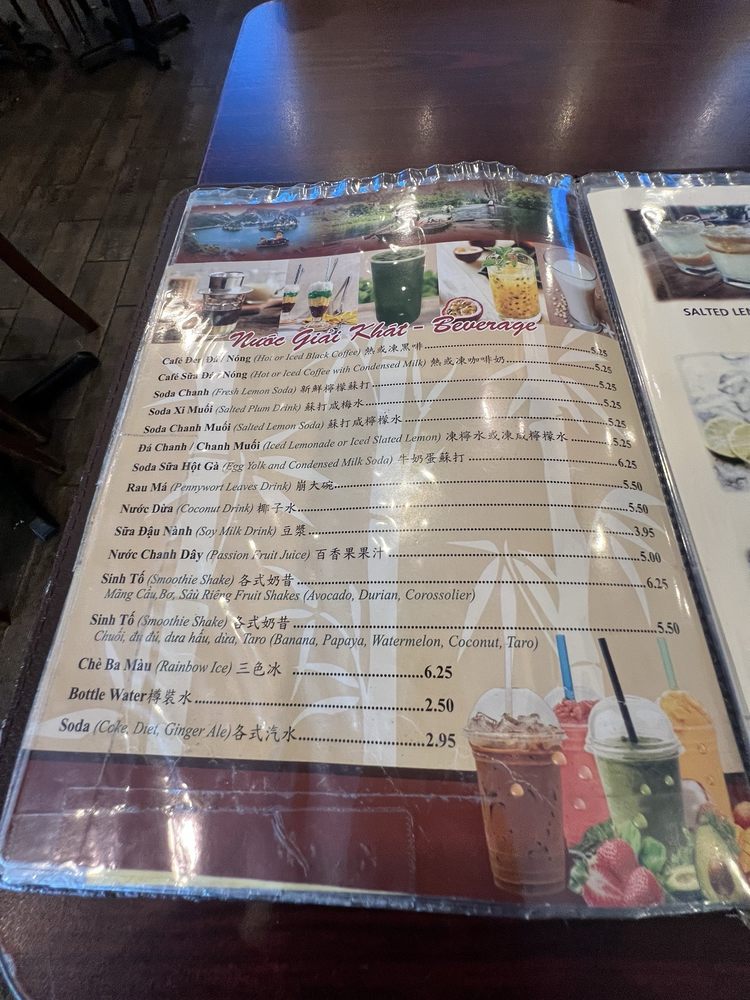 Nước Giải Khát - Beverage
Café Đen Đá / Nóng (Hot or Iced Black Coffee) 熱或凍黑啡 5.25
Café Sữa Đá / Nóng (Hot or Iced Coffee with Condensed Milk) 熱或凍咖啡奶 5.25
Soda Chanh (Fresh Lemon Soda) 新鮮檸檬蘇打 5.25
Soda Xí Muối (Salted Plum Drink) 蘇打咸梅水 5.25
Soda Chanh Muối (Salted Lemon Soda) 蘇打咸檸檬水 5.25
Đá Chanh / Chanh Muối (Iced Lemonade or Iced Slated Lemon) 凍檸水或凍咸檸檬水 5.25
Soda Sữa Hột Gà (Egg Yolk and Condensed Milk Soda) 牛奶蛋蘇打 6.25
Rau Má (Pennywort Leaves Drink) 崩大碗 5.50
Nước Dừa (Coconut Drink) 椰子水 5.50
Sữa Đậu Nành (Soy Milk Drink) 豆漿 3.95
Nước Chanh Dây (Passion Fruit Juice) 百香果果汁 5.00
Sinh Tố (Smoothie Shake) 各式奶昔 6.25
Mãng Cầu,Bơ, Sầu Riêng Fruit Shakes (Avocado, Durian, Corossolier)
Sinh Tố (Smoothie Shake) 各式奶昔 5.50
Chuối, đu đủ, dưa hấu, dừa, Taro (Banana, Papaya, Watermelon, Coconut, Taro)
Chè Ba Màu (Rainbow Ice) 三色冰 6.25
Bottle Water樽裝水 2.50
Soda (Coke, Diet, Ginger Ale)各式汽水 2.95
SALTED